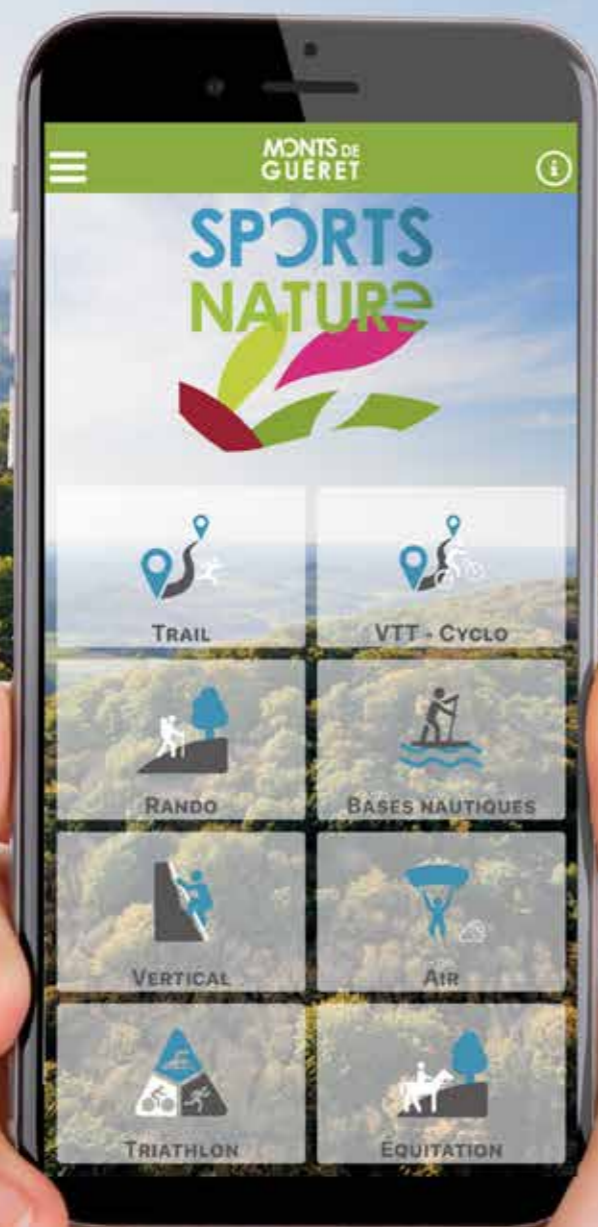 MONTS DE
GUÉRET
SPORTS
NATURE
TRAIL
VTT - CYCLO
RANDO
BASES NAUTIQUES
VERTICAL
AIR
TRIATHLON
ÉQUITATION